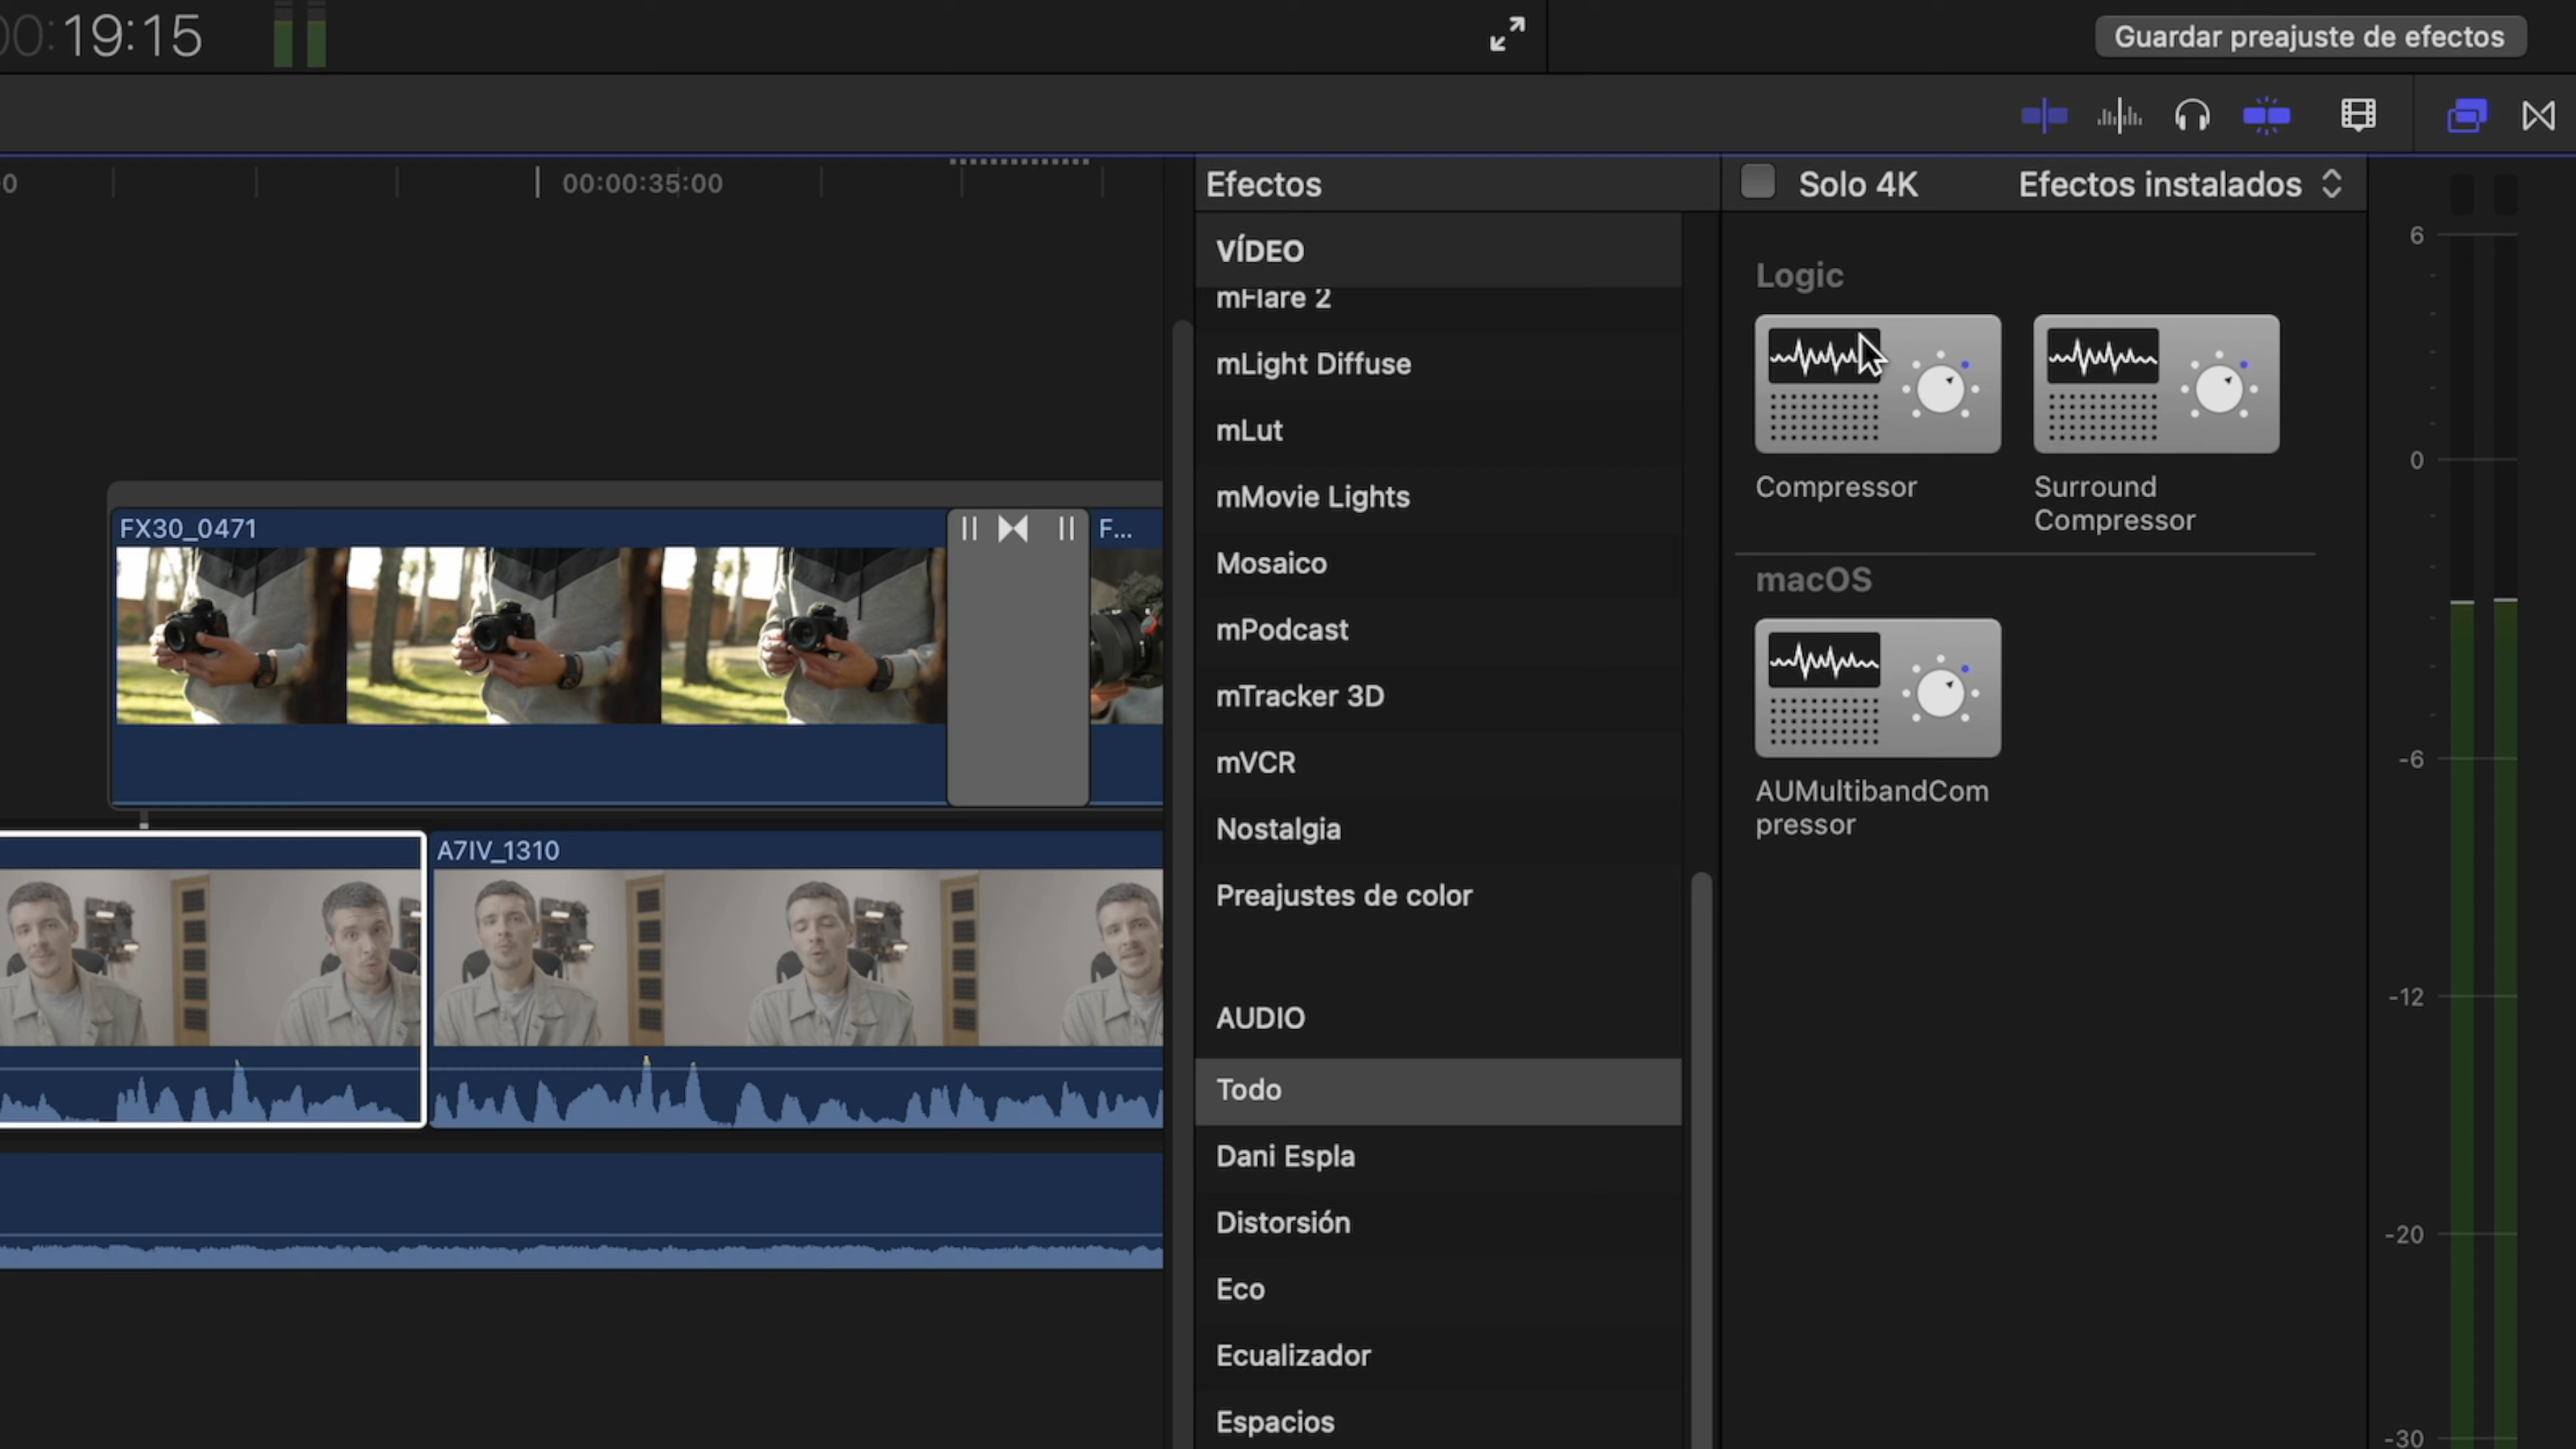 00:19:15
Guardar preajuste de efectos
00:00:35:00
Efectos
Solo 4K
Efectos instalados
VÍDEO
mFlare 2
mLight Diffuse
mLut
mMovie Lights
Mosaico
mPodcast
mTracker 3D
mVCR
Nostalgia
Preajustes de color
AUDIO
Todo
Dani Espla
Distorsión
Eco
Ecualizador
Espacios
Logic
Compressor
Surround
Compressor
macOS
AUMultibandCom
pressor
FX30_0471
F...
A7IV_1310
6
0
-6
-12
-20
-30